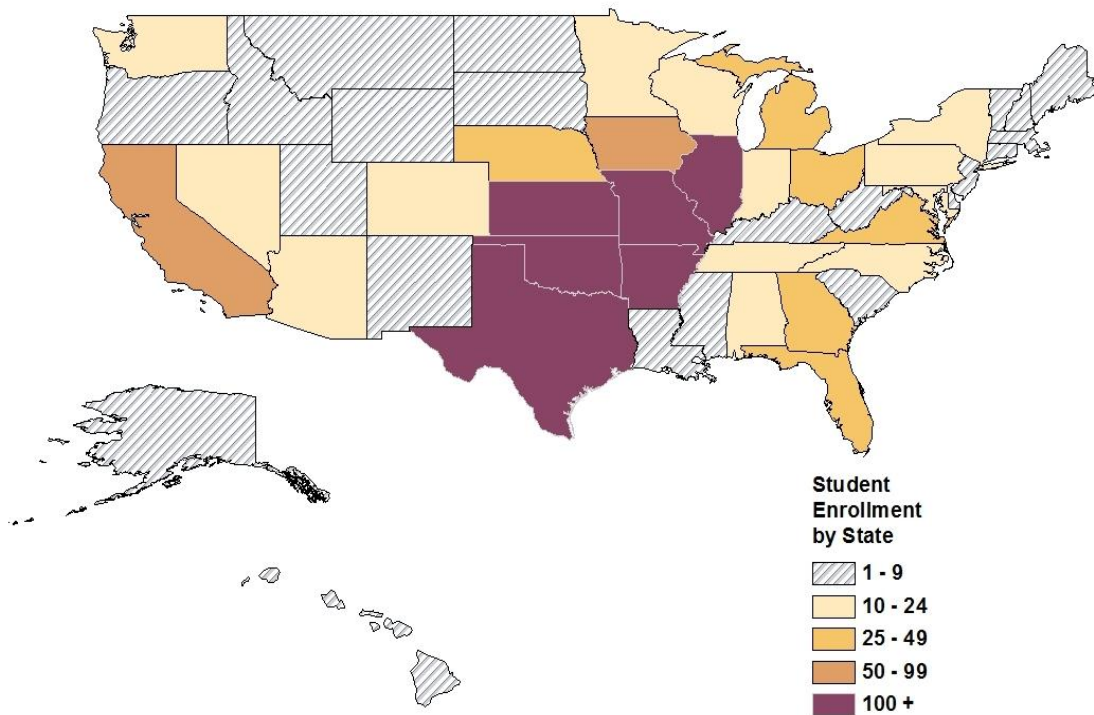 Student
Enrollment
by State
1 - 9
10 - 24
25 - 49
50 - 99
100 +